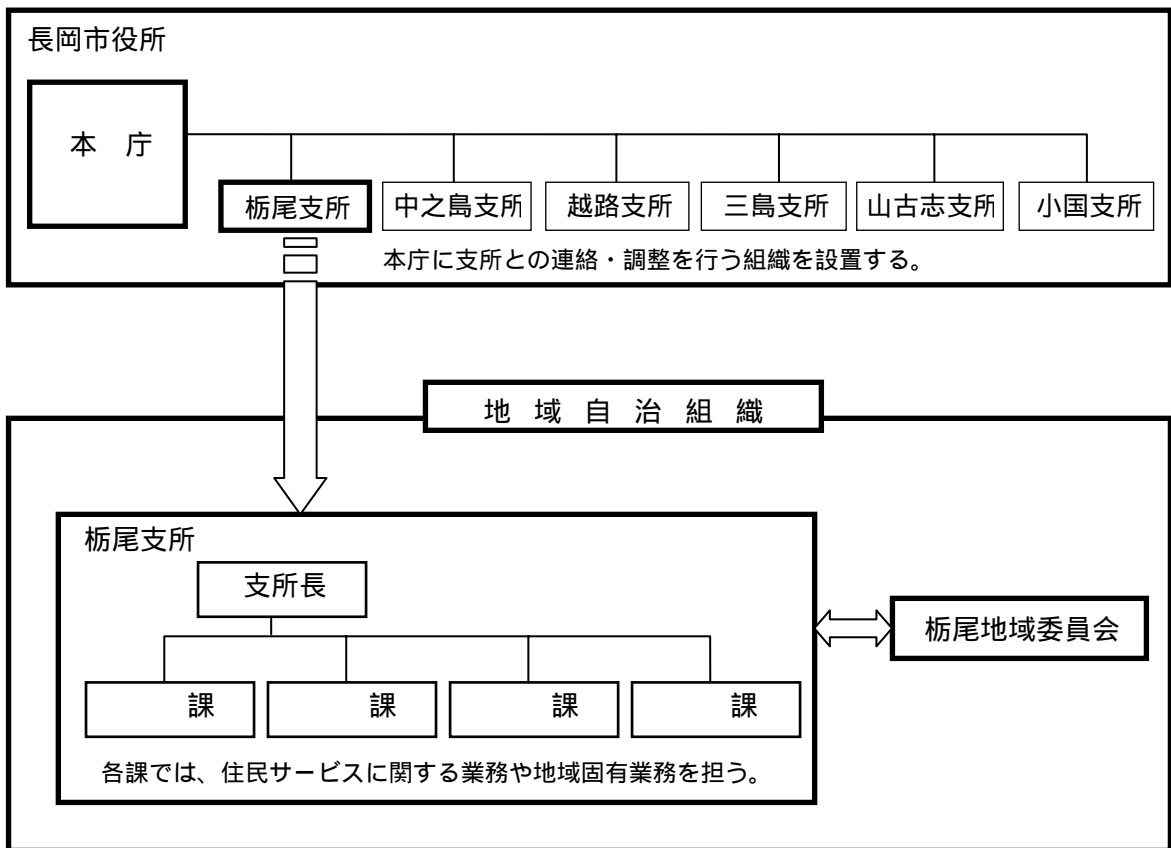 長岡市役所
本 庁
栃尾支所
中之島支所
越路支所
三島支所
山古志支所
小国支所
本庁に支所との連絡・調整を行う組織を設置する。
地 域 自 治 組 織
栃尾支所
支所長
栃尾地域委員会
課
課
課
課
各課では、住民サービスに関する業務や地域固有業務を担う。